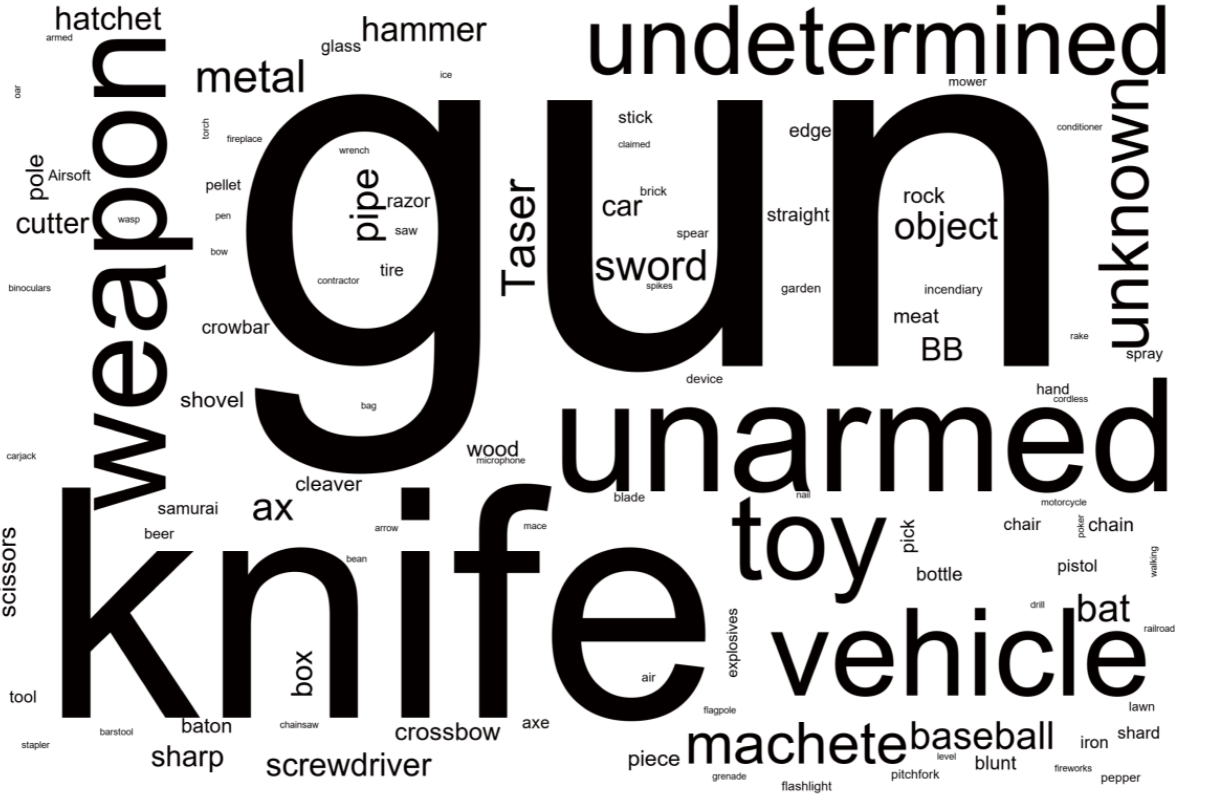 hatchet
armed
glass
hammer
undetermined
metal
ice
mower
oar
weapon
gun
unknown
torch
fireplace
wrench
stick
claimed
edge
conditioner
pole
Airsoft
pellet
pipe
razor
Taser
brick
car
straight
rock
object
cutter
wasp
pen
saw
spear
bow
contractor
tire
sword
spikes
garden
incendiary
binoculars
crowbar
meat
BB
rake
spray
device
shovel
bag
unarmed
hand
cordless
carjack
wood
microphone
cleaver
blade
nail
motorcycle
samurai
ax
arrow
mace
toy
pick
chair
poker
chain
beer
bean
knife
scissors
bottle
pistol
walking
explosives
vehicle
drill
bat
railroad
box
air
tool
flagpole
lawn
baton
chainsaw
crossbow
axe
barstool
stapler
sharp
screwdriver
piece
machete
baseball
level
blunt
iron
shard
grenade
flashlight
pitchfork
fireworks
pepper